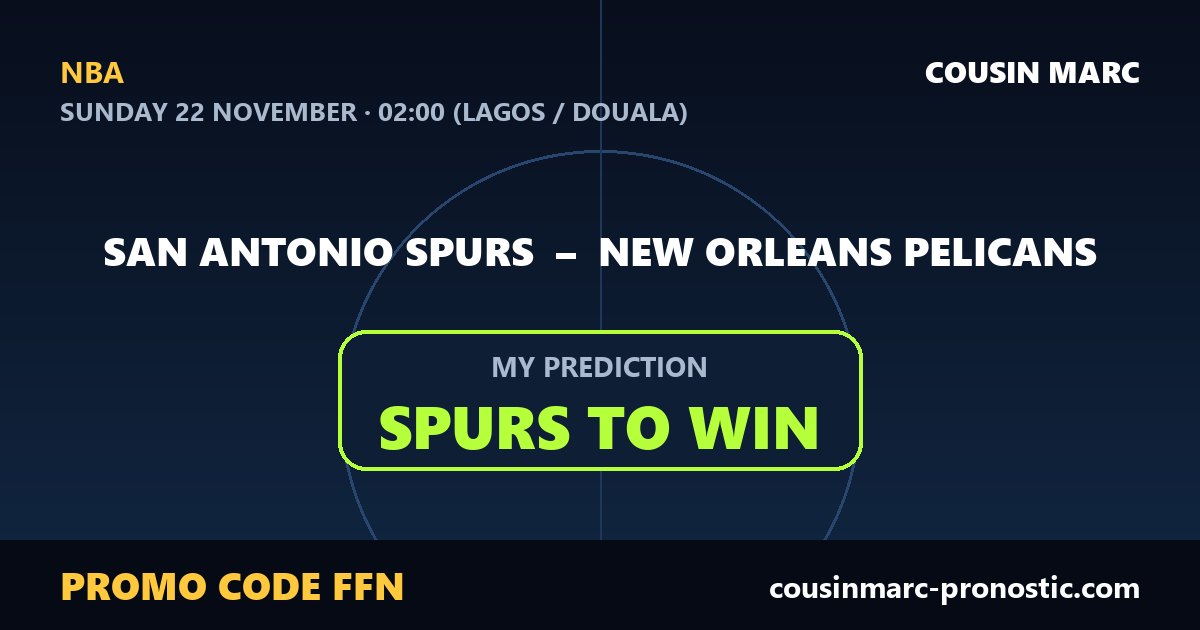 NBA
COUSIN MARC
SUNDAY 22 NOVEMBER · 02:00 (LAGOS / DOUALA)
SAN ANTONIO SPURS – NEW ORLEANS PELICANS
MY PREDICTION
SPURS TO WIN
PROMO CODE FFN
cousinmarc-pronostic.com